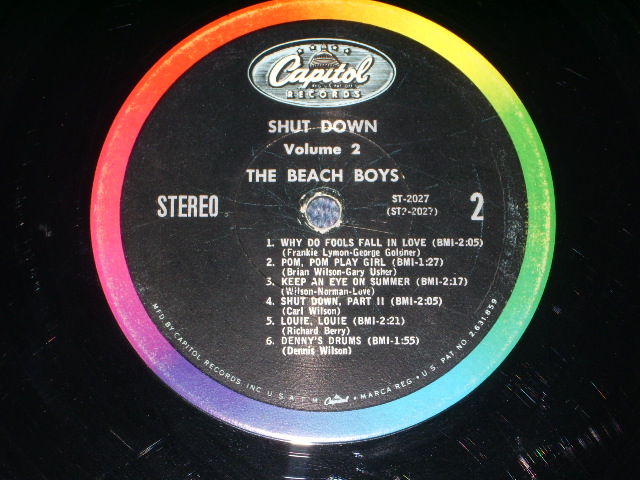 Capitol
RECORDS
SHUT DOWN
Volume 2
THE BEACH BOYS
STEREO
ST-2027
(ST2-2027)
2
1. WHY DO FOOLS FALL IN LOVE (BMI-2:05)
(Frankie Lymon-George Goldner)
2. POM, POM PLAY GIRL (BMI-1:27)
(Brian Wilson-Gary Usher)
3. KEEP AN EYE ON SUMMER (BMI-2:17)
(Wilson-Norman-Love)
4. SHUT DOWN, PART II (BMI-2:05)
(Carl Wilson)
5. LOUIE, LOUIE (BMI-2:21)
(Richard Berry)
6. DENNY'S DRUMS (BMI-1:55)
(Dennis Wilson)
MFD BY CAPITOL RECORDS INC U.S.A. T.M. Capitol • MARCA REG. • U.S. PAT. NO. 2,631,859